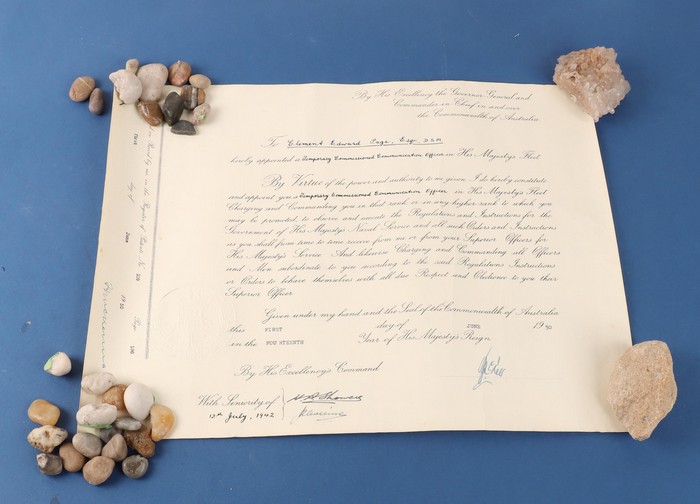 By His Excellency the Governor General and
Commander in Chief in and over
the Commonwealth of Australia
To Clement Edward Page, Esq. DSM
hereby appointed a Temporary Commissioned Communication Officer in His Majesty's Fleet
By Virtue of the power and authority to me given I do hereby constitute
and appoint you a Temporary Commissioned Communication Officer in His Majesty's Fleet
Charging and Commanding you in that rank or in any higher rank to which you
may be promoted, to observe and execute the Regulations and Instructions for the
Government of His Majesty's Naval Service and all such Orders and Instructions
as you shall from time to time receive from me or from your Superior Officers for
His Majesty's Service. And likewise Charging and Commanding all Officers
and Men subordinate to you according to the said Regulations Instructions
or Orders to behave themselves with all due Respect and Obedience to you their
Superior Officer
Given under my hand and the Seal of the Commonwealth of Australia
this FIRST day of JUNE 1950
on the Year of His Majesty's Reign
By His Excellency's Command
With Seniority of
July, 1942